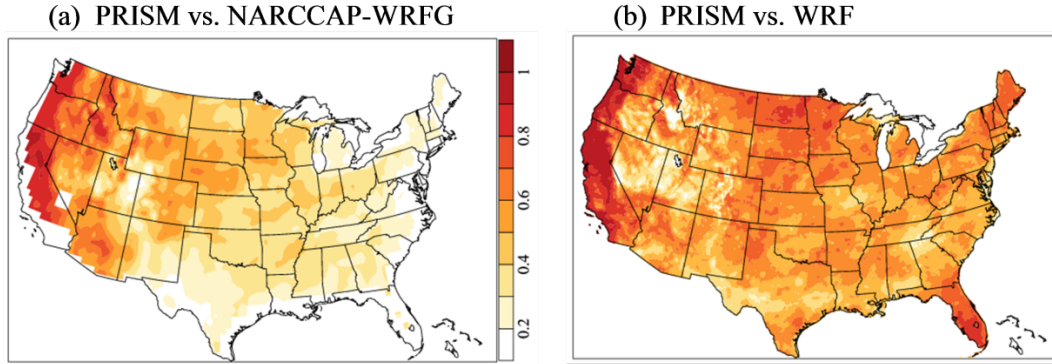 (a) PRISM vs. NARCCAP-WRFG
(b) PRISM vs. WRF
1
0.8
0.6
0.4
0.2